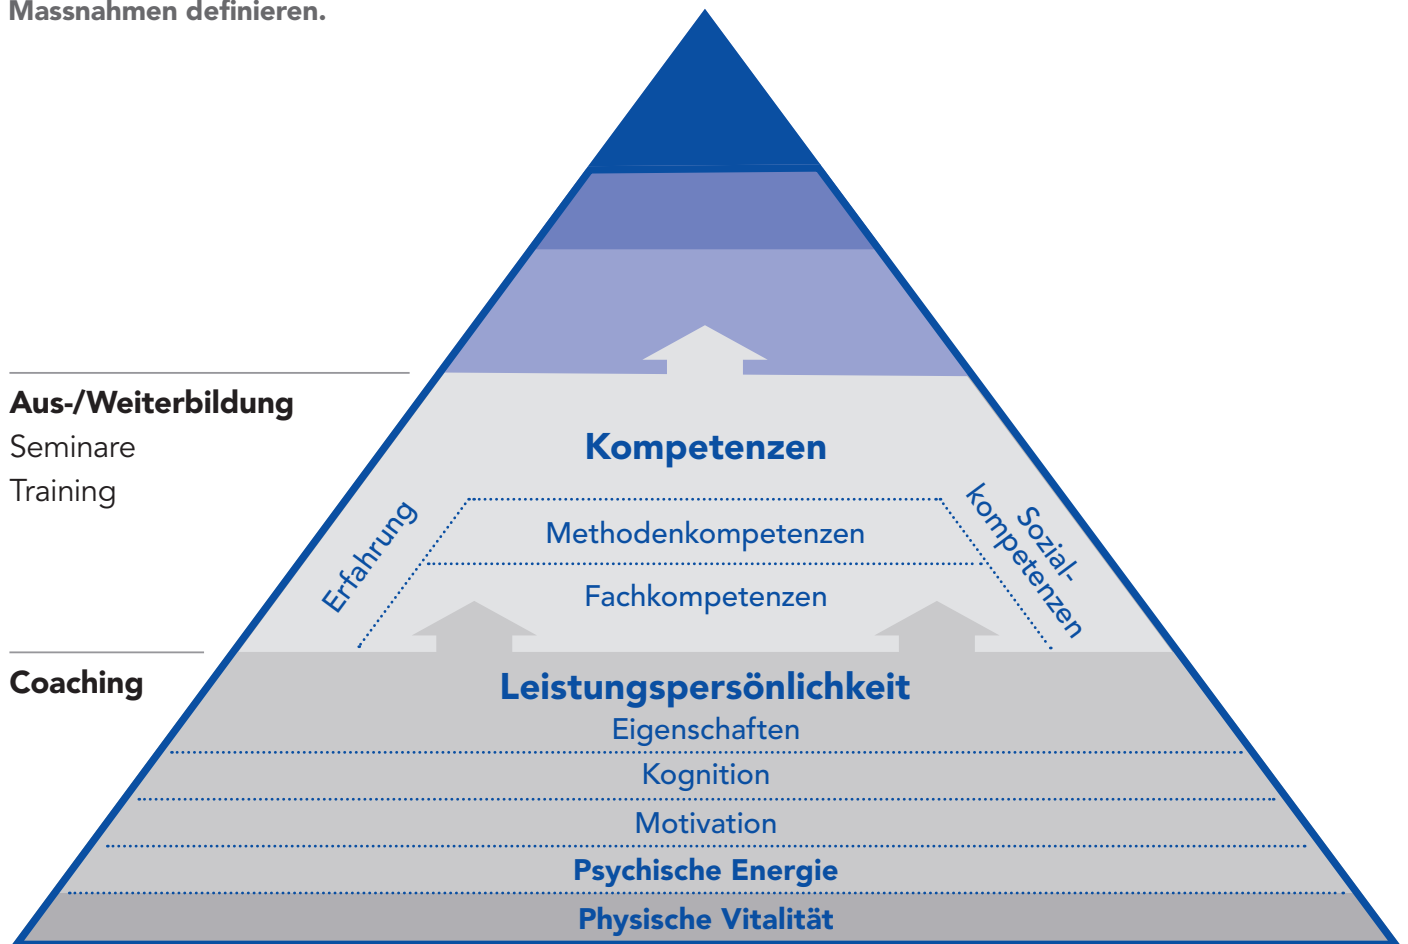 Massnahmen definieren.
Aus-/Weiterbildung
Seminare
Training
Kompetenzen
Erfahrung
Methodenkompetenzen
Fachkompetenzen
Sozial-
kompetenzen
Coaching
Leistungspersönlichkeit
Eigenschaften
Kognition
Motivation
Psychische Energie
Physische Vitalität